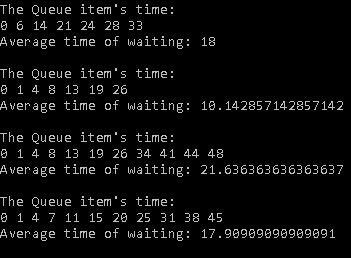 The Queue item's time:
0 6 14 21 24 28 33
Average time of waiting: 18
The Queue item's time:
0 1 4 8 13 19 26
Average time of waiting: 10.142857142857142
The Queue item's time:
0 1 4 8 13 19 26 34 41 44 48
Average time of waiting: 21.636363636363637
The Queue item's time:
0 1 4 7 11 15 20 25 31 38 45
Average time of waiting: 17.90909090909091